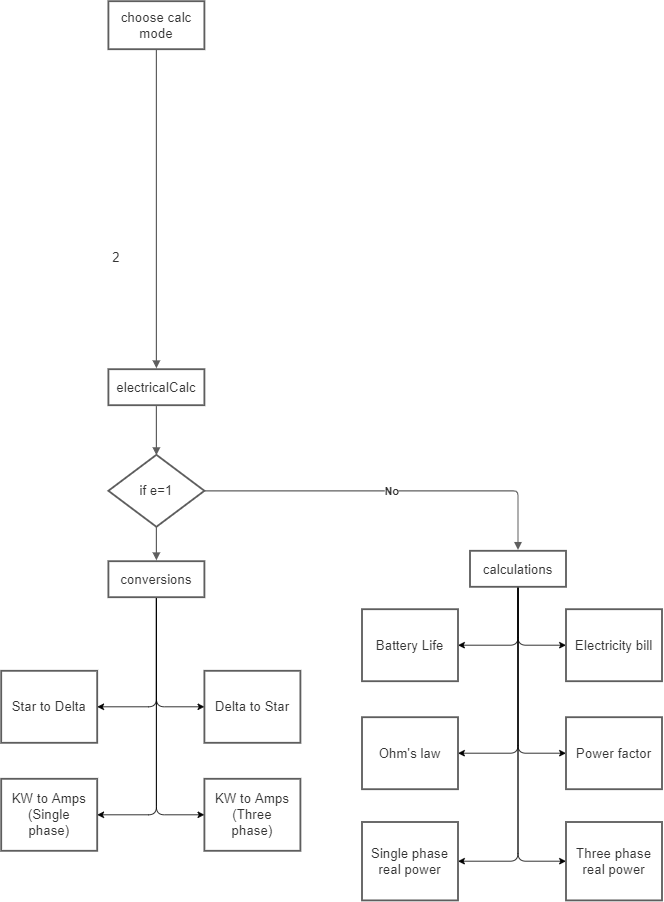 choose calc
mode
2
electricalCalc
if e=1
No
conversions
calculations
Battery Life
Electricity bill
Star to Delta
Delta to Star
Ohm's law
Power factor
KW to Amps
(Single
phase)
KW to Amps
(Three
phase)
Single phase
real power
Three phase
real power